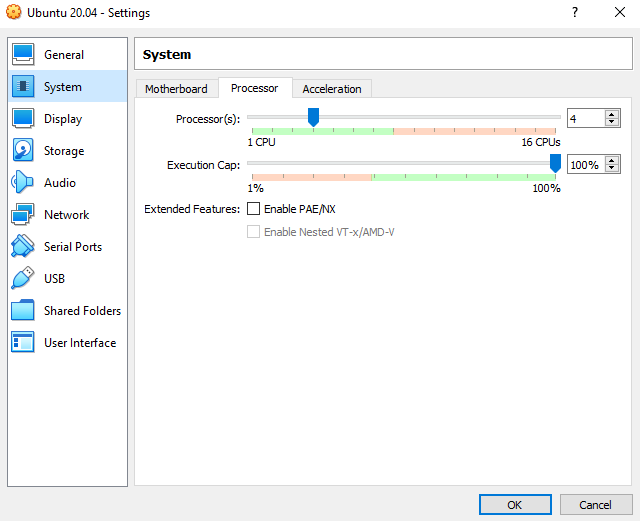 Ubuntu 20.04 - Settings
?
General
System
Display
Storage
Audio
Network
Serial Ports
USB
Shared Folders
User Interface
System
Motherboard
Processor
Acceleration
Processor(s):
4
1 CPU
16 CPUs
Execution Cap:
100%
1%
100%
Extended Features:
Enable PAE/NX
Enable Nested VT-x/AMD-V
OK
Cancel